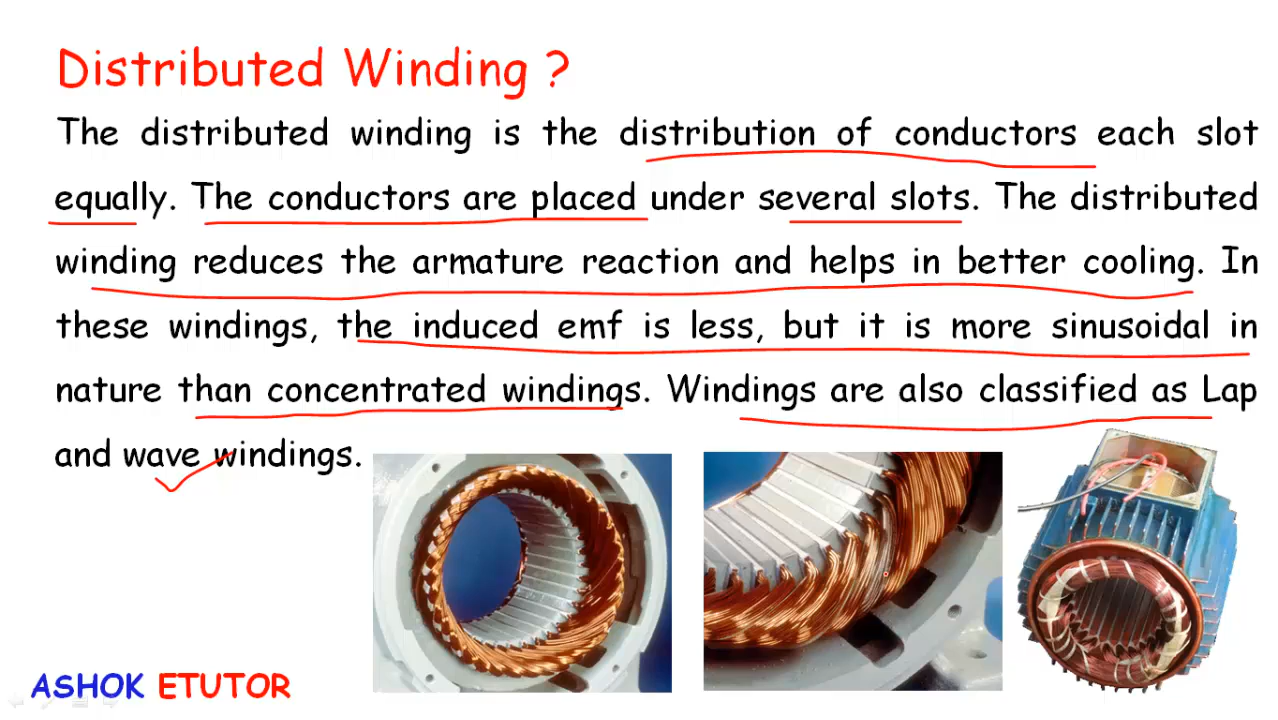 Distributed Winding ?
The distributed winding is the distribution of conductors each slot
equally. The conductors are placed under several slots. The distributed
winding reduces the armature reaction and helps in better cooling. In
these windings, the induced emf is less, but it is more sinusoidal in
nature than concentrated windings. Windings are also classified as Lap
and wave windings.
ASHOK ETUTOR